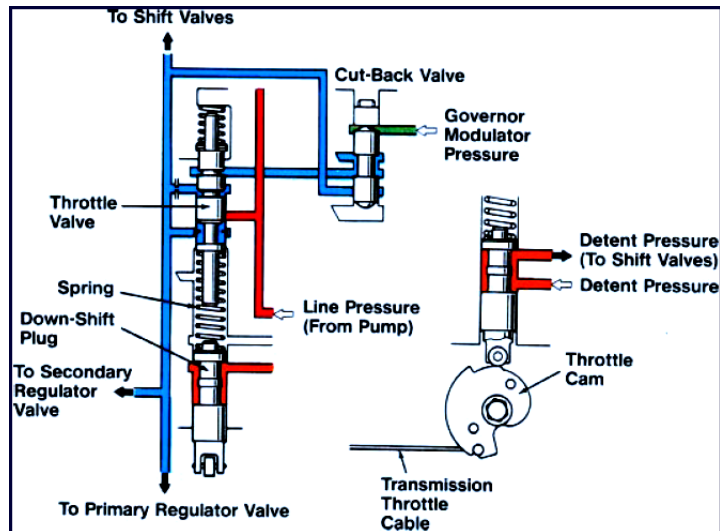 To Shift Valves
Cut-Back Valve
Governor
Modulator
Pressure
Throttle
Valve
Detent Pressure
(To Shift Valves)
Detent Pressure
Spring
Line Pressure
(From Pump)
Down-Shift
Plug
Throttle
Cam
To Secondary
Regulator
Valve
Transmission
Throttle
Cable
To Primary Regulator Valve